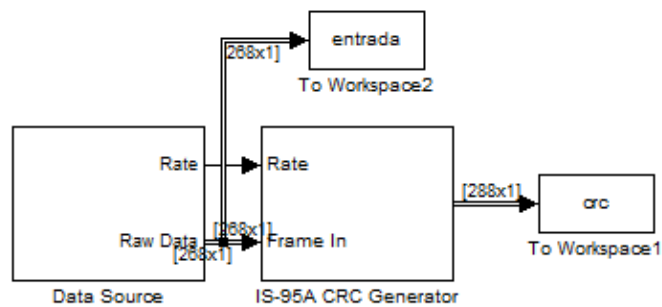 entrada
268x1]
To Workspace2
Rate
Rate
[288x1]
crc
[268x1]
Raw Data
Frame In
[268x1]
To Workspace1
Data Source
IS-95A CRC Generator